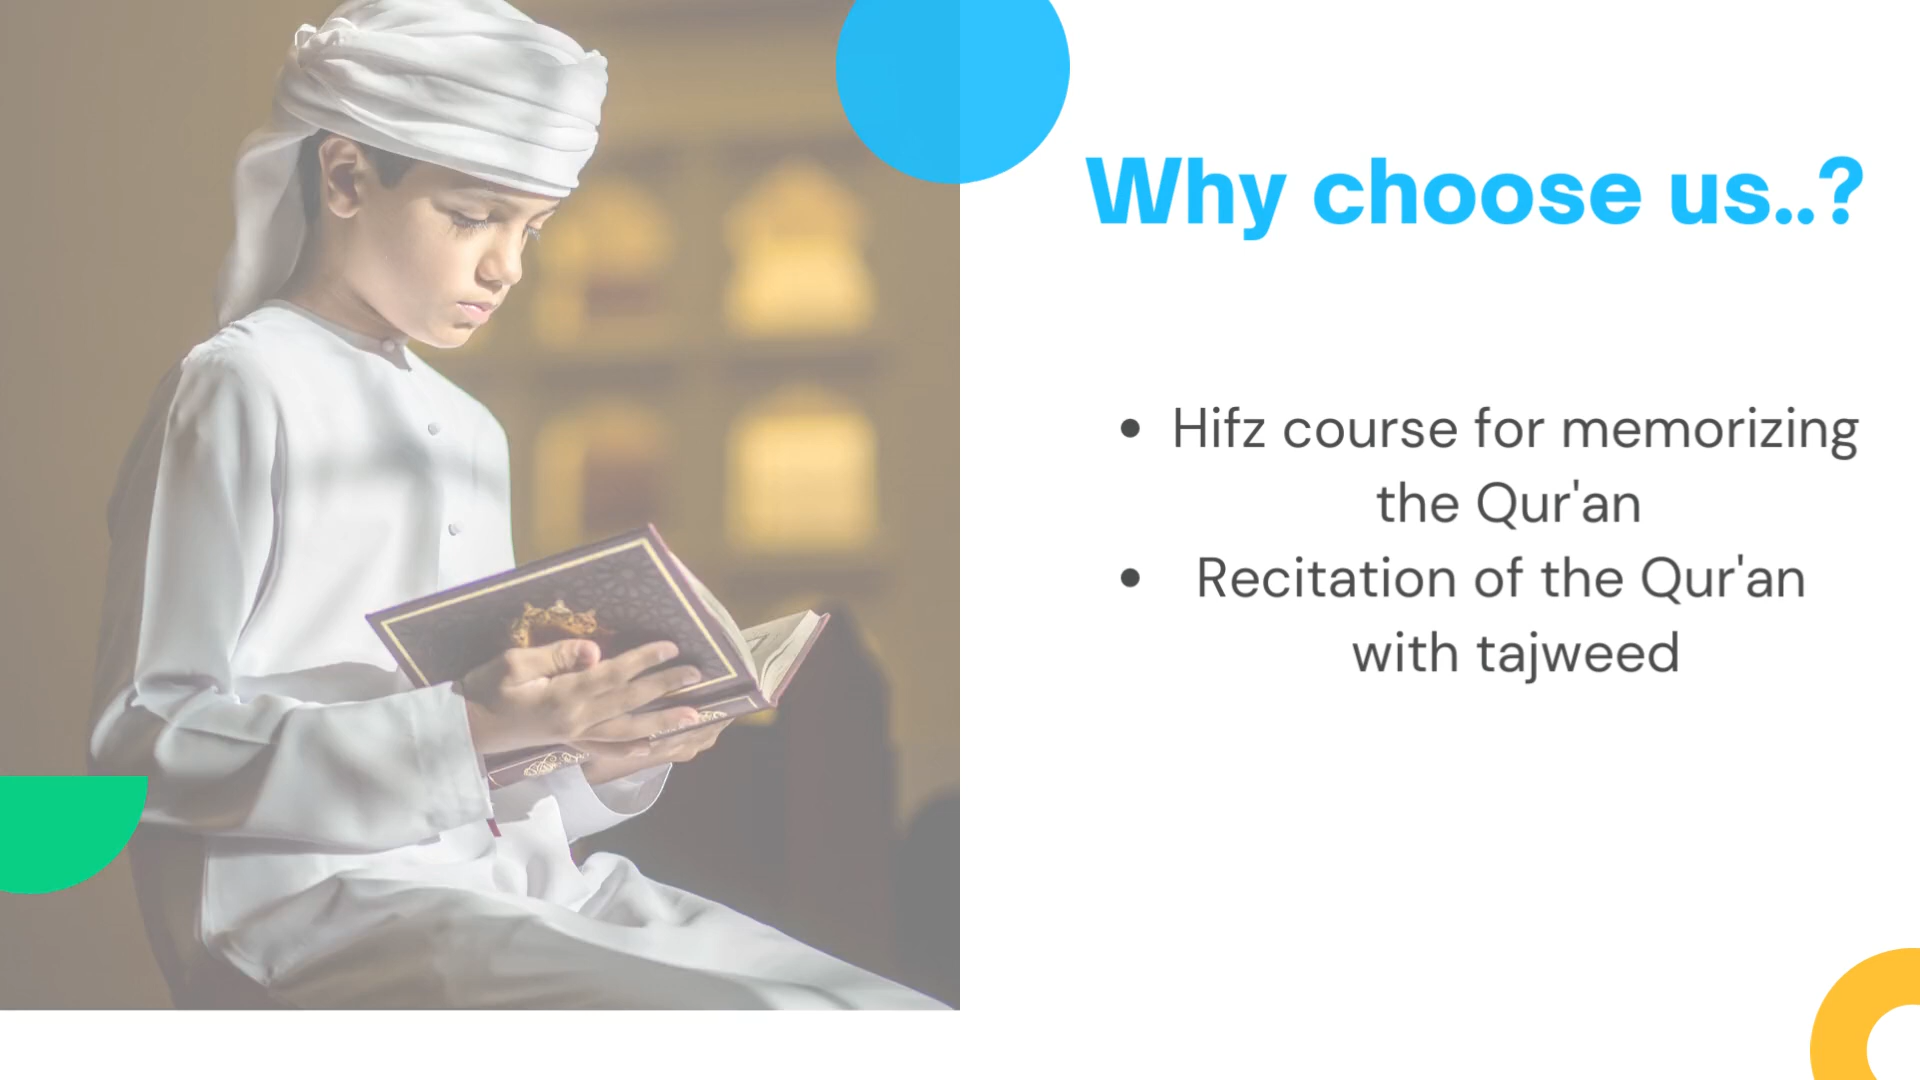 Why choose us..?
• Hifz course for memorizing
the Qur'an
• Recitation of the Qur'an
with tajweed